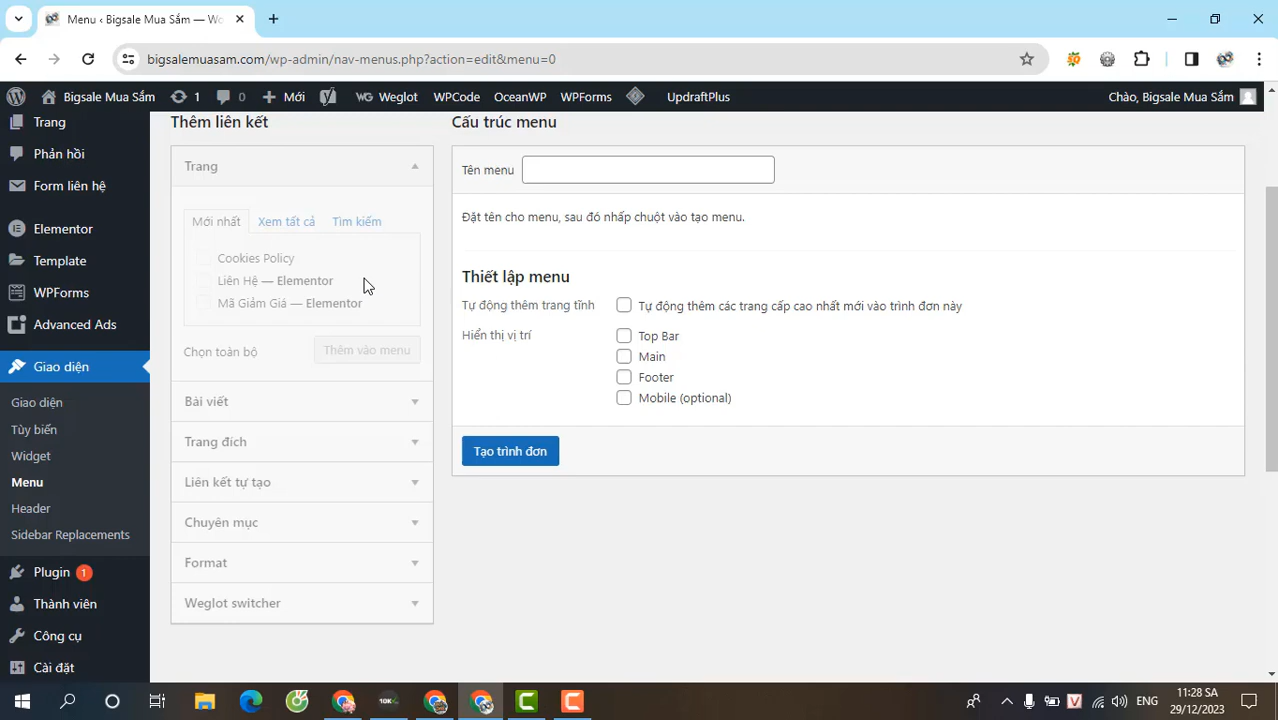 Menu ‹ Bigsale Mua Sắm — Wo
bigsalemuasam.com/wp-admin/nav-menus.php?action=edit&menu=0
Bigsale Mua Sắm
1
0
Mới
Weglot
WPCode
OceanWP
WPForms
UpdraftPlus
Chào, Bigsale Mua Sắm
Trang
Phản hồi
Form liên hệ
Elementor
Template
WPForms
Advanced Ads
Giao diện
Giao diện
Tùy biến
Widget
Menu
Header
Sidebar Replacements
Plugin 1
Thành viên
Công cụ
Cài đặt
Thêm liên kết
Trang
Mới nhất
Xem tất cả
Tìm kiếm
Cookies Policy
Liên Hệ — Elementor
Mã Giảm Giá — Elementor
Chọn toàn bộ
Thêm vào menu
Bài viết
Trang đích
Liên kết tự tạo
Chuyên mục
Format
Weglot switcher
Cấu trúc menu
Tên menu
Đặt tên cho menu, sau đó nhấp chuột vào tạo menu.
Thiết lập menu
Tự động thêm trang tĩnh
Tự động thêm các trang cấp cao nhất mới vào trình đơn này
Hiển thị vị trí
Top Bar
Main
Footer
Mobile (optional)
Tạo trình đơn
10K
V
ENG
11:28 SA
29/12/2023